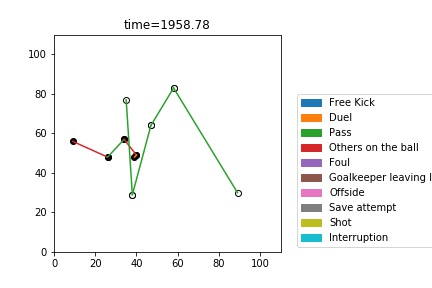 time=1958.78
100
80
60
40
20
0
0 20 40 60 80 100
Free Kick
Duel
Pass
Others on the ball
Foul
Goalkeeper leaving l
Offside
Save attempt
Shot
Interruption